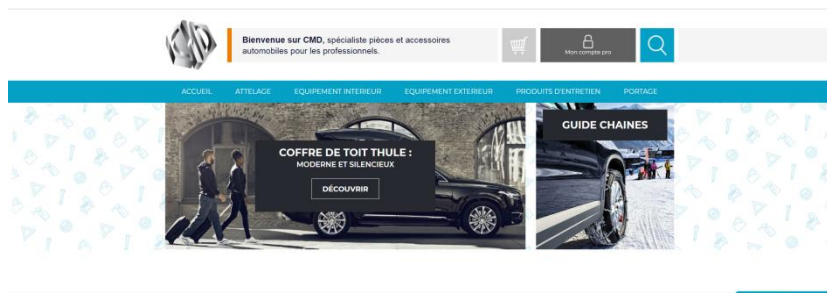 CMD
Bienvenue sur CMD, spécialiste pièces et accessoires
automobiles pour les professionnels.
Mon compte pro
ACCUEIL ATTELAGE EQUIPEMENT INTERIEUR EQUIPEMENT EXTERIEUR PRODUITS D'ENTRETIEN PORTAGE
COFFRE DE TOIT THULE :
MODERNE ET SILENCIEUX
DÉCOUVRIR
GUIDE CHAINES